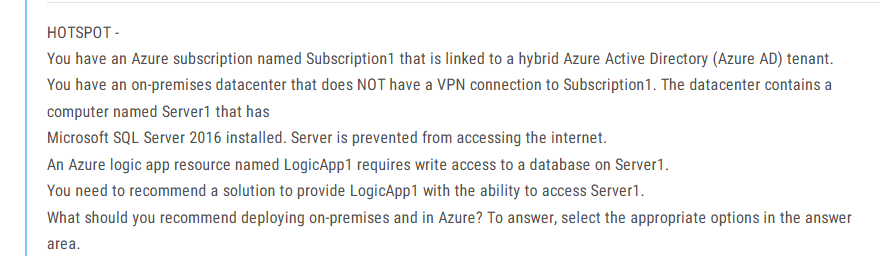 HOTSPOT -
You have an Azure subscription named Subscription1 that is linked to a hybrid Azure Active Directory (Azure AD) tenant.
You have an on-premises datacenter that does NOT have a VPN connection to Subscription1. The datacenter contains a
computer named Server1 that has
Microsoft SQL Server 2016 installed. Server is prevented from accessing the internet.
An Azure logic app resource named LogicApp1 requires write access to a database on Server1.
You need to recommend a solution to provide LogicApp1 with the ability to access Server1.
What should you recommend deploying on-premises and in Azure? To answer, select the appropriate options in the answer
area.